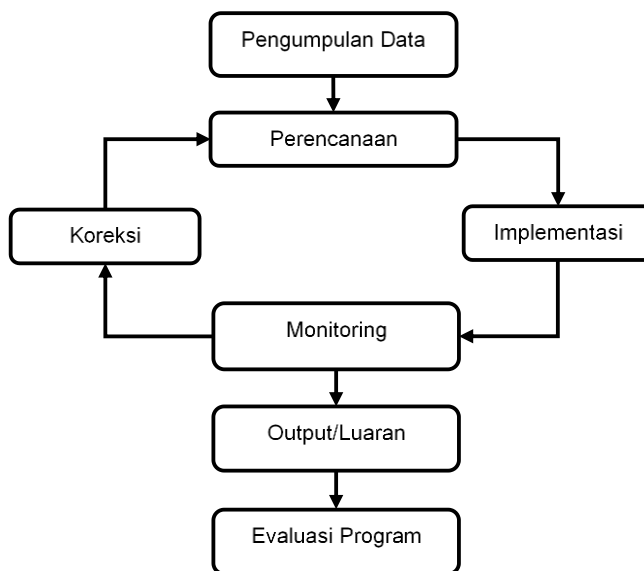 Pengumpulan Data
Perencanaan
Koreksi
Implementasi
Monitoring
Output/Luaran
Evaluasi Program